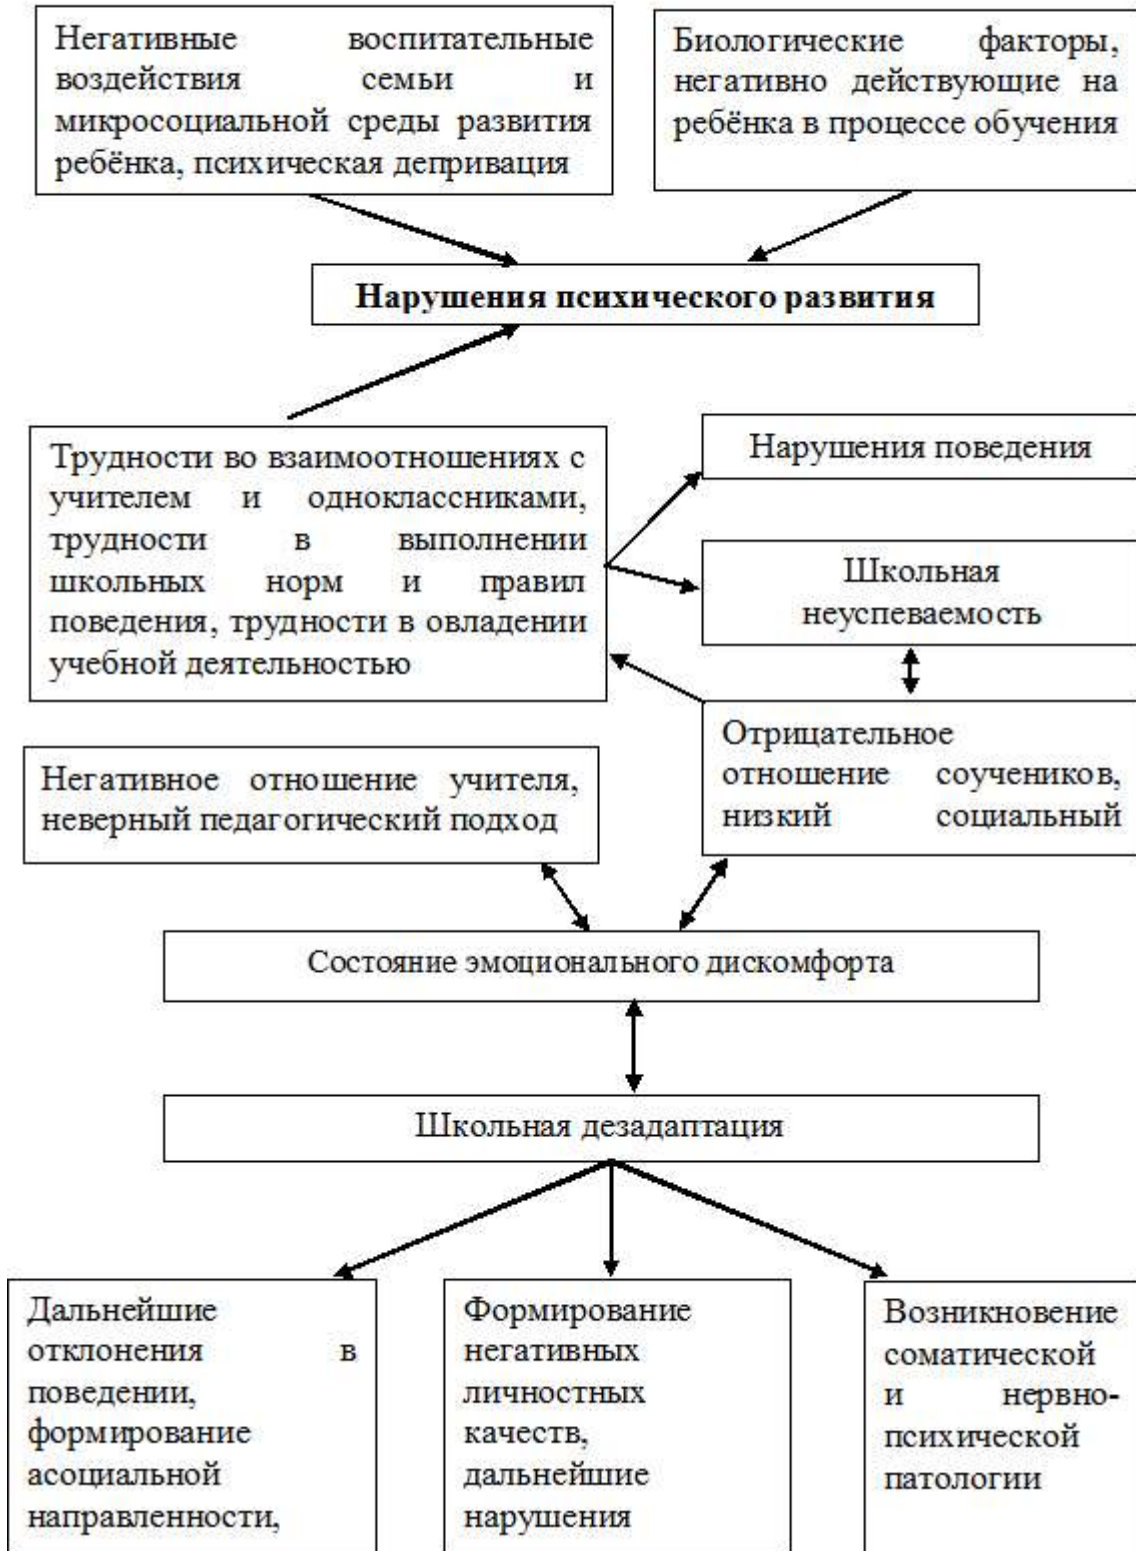 Негативные воспитательные
воздействия семьи и
микросоциальной среды развития
ребёнка, психическая депривация
Биологические факторы,
негативно действующие на
ребёнка в процессе обучения
Нарушения психического развития
Трудности во взаимоотношениях с
учителем и одноклассниками,
трудности в выполнении
школьных норм и правил
поведения, трудности в овладении
учебной деятельностью
Нарушения поведения
Школьная
неуспеваемость
Отрицательное
отношение соучеников,
низкий социальный
Негативное отношение учителя,
неверный педагогический подход
Состояние эмоционального дискомфорта
Школьная дезадаптация
Дальнейшие
отклонения в
поведении,
формирование
асоциальной
направленности,
Формирование
негативных
личностных
качеств,
дальнейшие
нарушения
Возникновение
соматической
и нервно-
психической
патологии